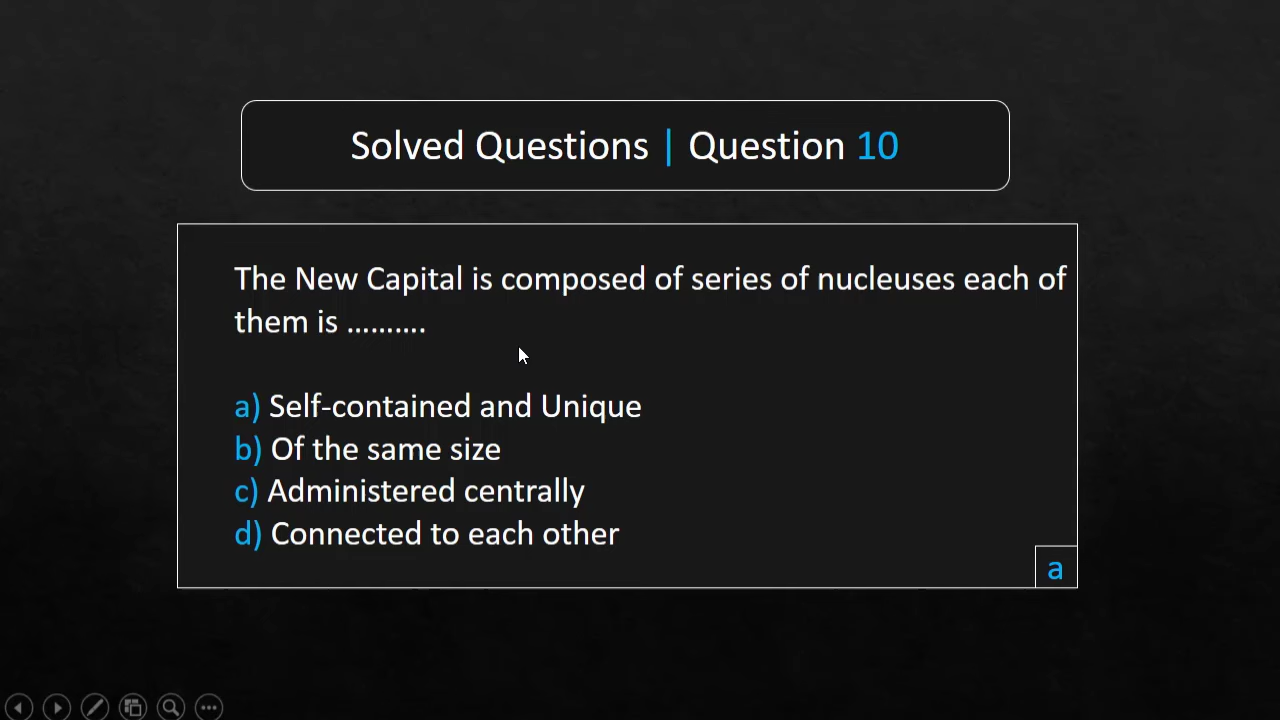 Solved Questions | Question 10
The New Capital is composed of series of nucleuses each of
them is ..........
a) Self-contained and Unique
b) Of the same size
c) Administered centrally
d) Connected to each other
a